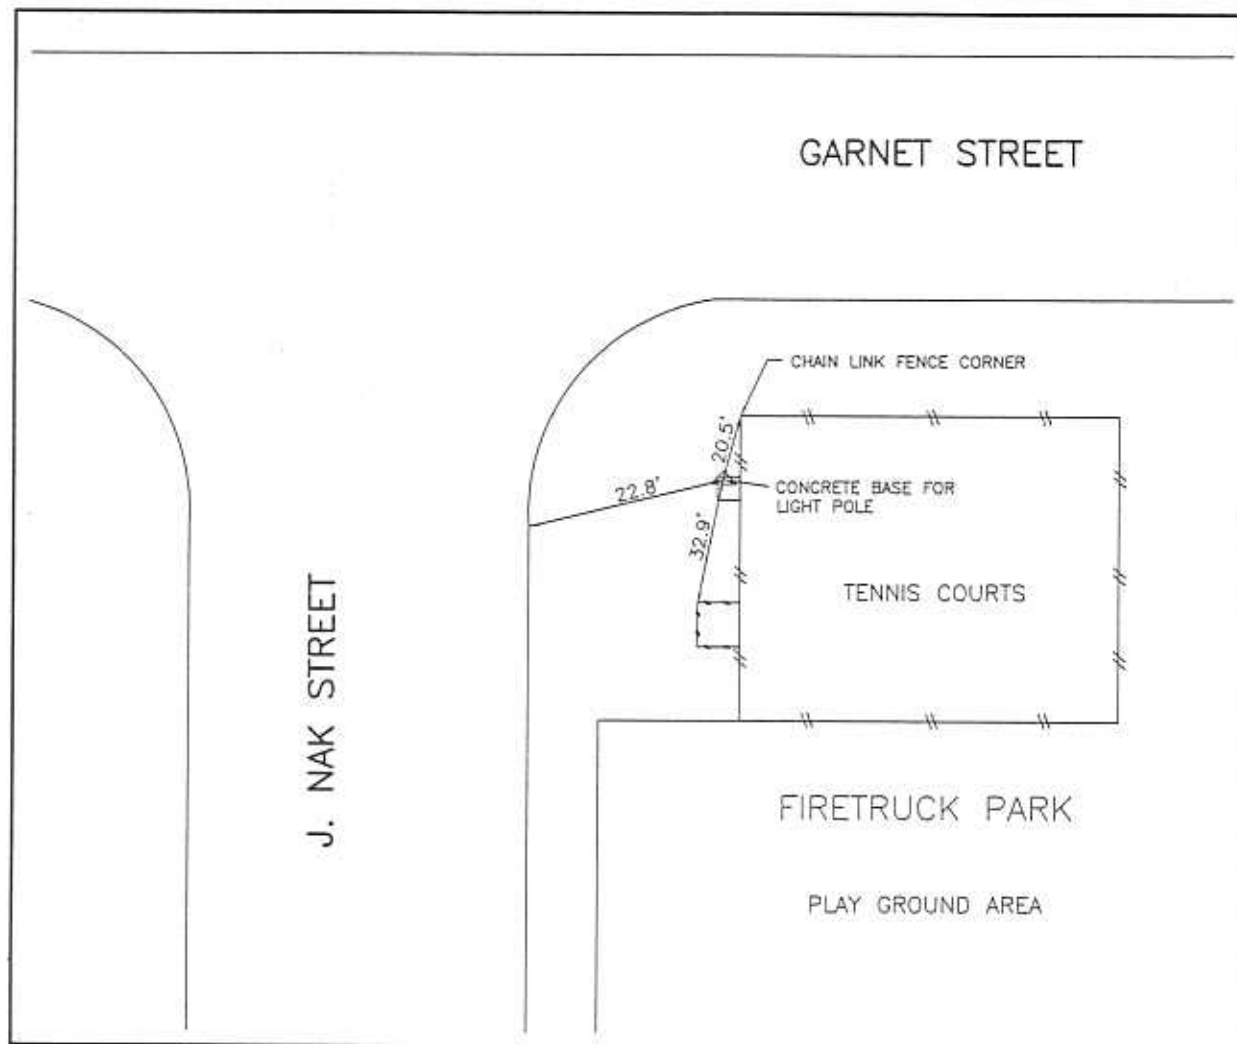 GARNET STREET
CHAIN LINK FENCE CORNER
20.5'
22.8'
CONCRETE BASE FOR
LIGHT POLE
32.9'
TENNIS COURTS
J. NAK STREET
FIRETRUCK PARK
PLAY GROUND AREA